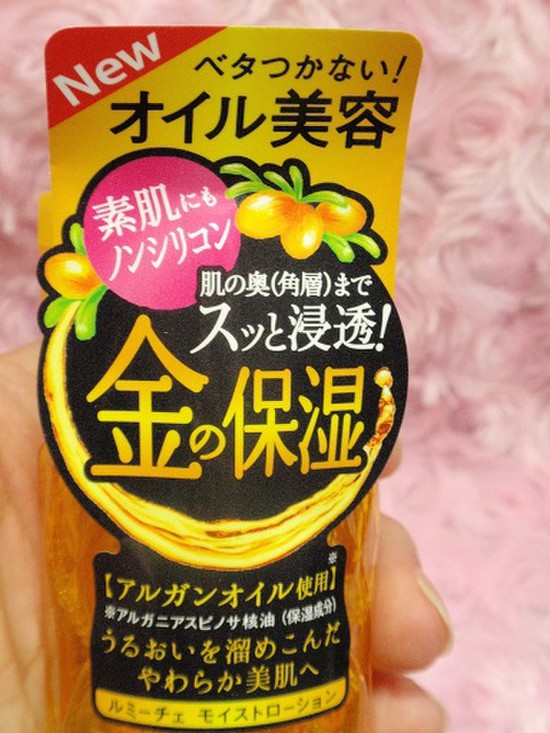 New
ベタつかない!
オイル美容
素肌にも
ノンシリコン
肌の奥(角層)まで
スッと浸透!
金の保湿
【アルガンオイル使用】※
※アルガニアスピノサ核油(保湿成分)
うるおいを溜めこんだ
やわらか美肌へ
ルミーチェ モイストローション